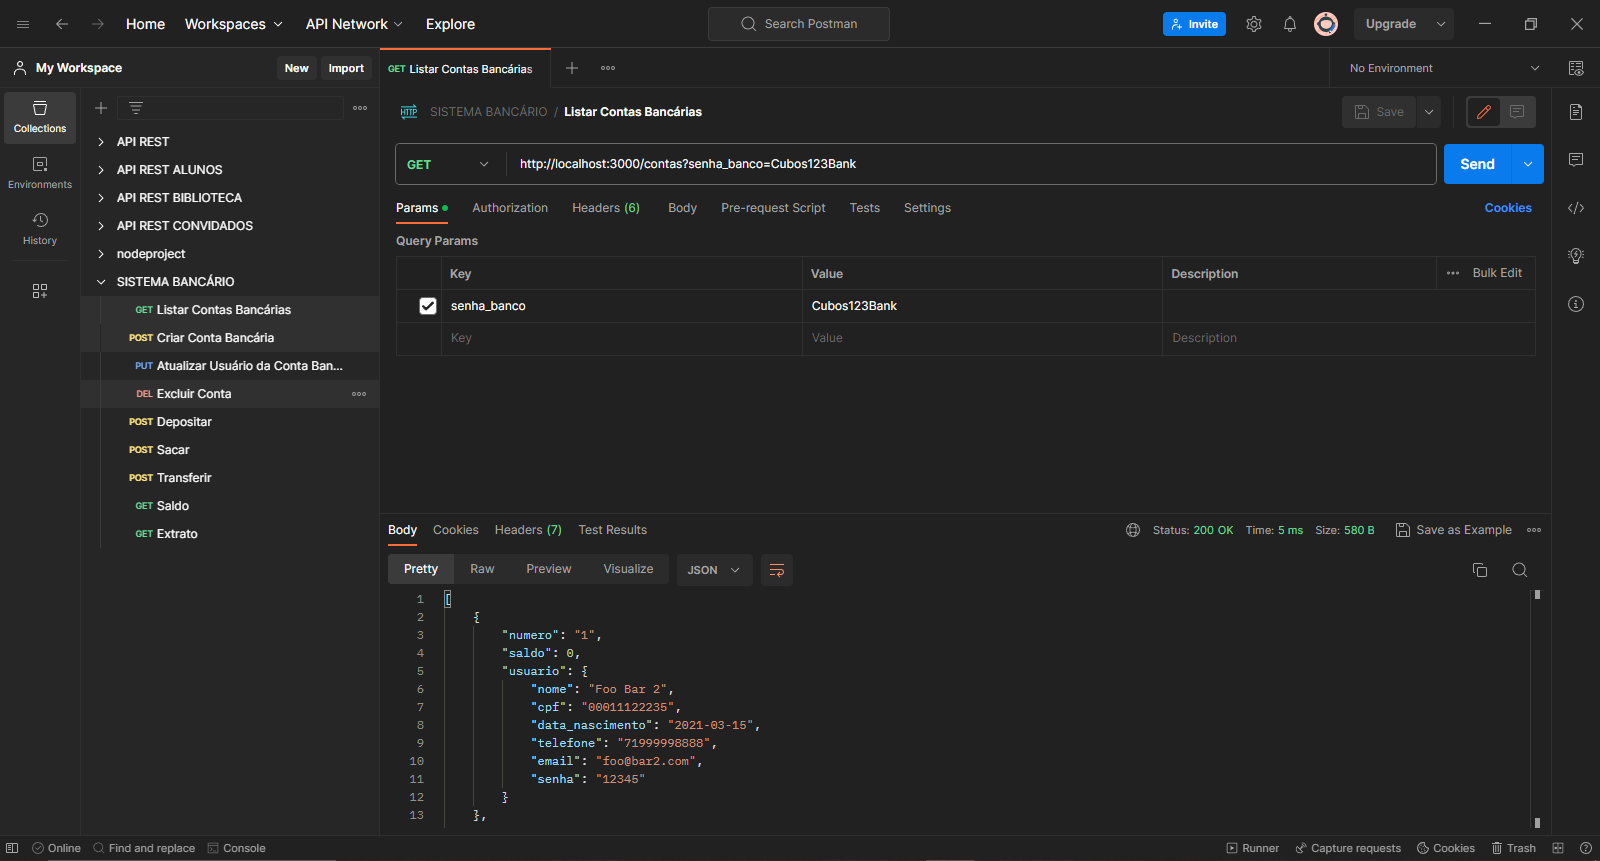 Home Workspaces API Network Explore Search Postman Invite Upgrade
My Workspace New Import GET Listar Contas Bancárias No Environment
Collections
Environments
History
API REST
API REST ALUNOS
API REST BIBLIOTECA
API REST CONVIDADOS
nodeproject
SISTEMA BANCÁRIO
GET Listar Contas Bancárias
POST Criar Conta Bancária
PUT Atualizar Usuário da Conta Ban...
DEL Excluir Conta
POST Depositar
POST Sacar
POST Transferir
GET Saldo
GET Extrato
HTTP SISTEMA BANCÁRIO / Listar Contas Bancárias Save
GET http://localhost:3000/contas?senha_banco=Cubos123Bank Send
Params Authorization Headers (6) Body Pre-request Script Tests Settings Cookies
Query Params
Key Value Description Bulk Edit
senha_banco Cubos123Bank
Key Value Description
Body Cookies Headers (7) Test Results Status: 200 OK Time: 5 ms Size: 580 B Save as Example
Pretty Raw Preview Visualize JSON
1 [
2 {
3 "numero": "1",
4 "saldo": 0,
5 "usuario": {
6 "nome": "Foo Bar 2",
7 "cpf": "00011122235",
8 "data_nascimento": "2021-03-15",
9 "telefone": "71999998888",
10 "email": "foo@bar2.com",
11 "senha": "12345"
12 }
13 },
Online Find and replace Console Runner Capture requests Cookies Trash